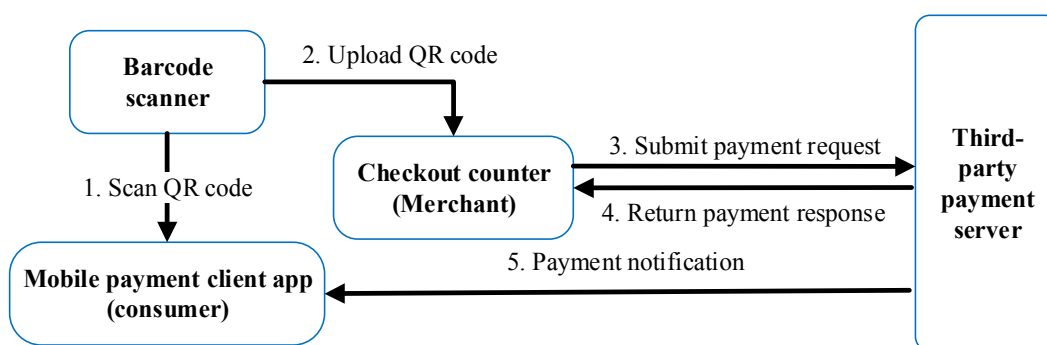 Barcode
scanner
2. Upload QR code
1. Scan QR code
Checkout counter
(Merchant)
3. Submit payment request
4. Return payment response
Third-
party
payment
server
5. Payment notification
Mobile payment client app
(consumer)